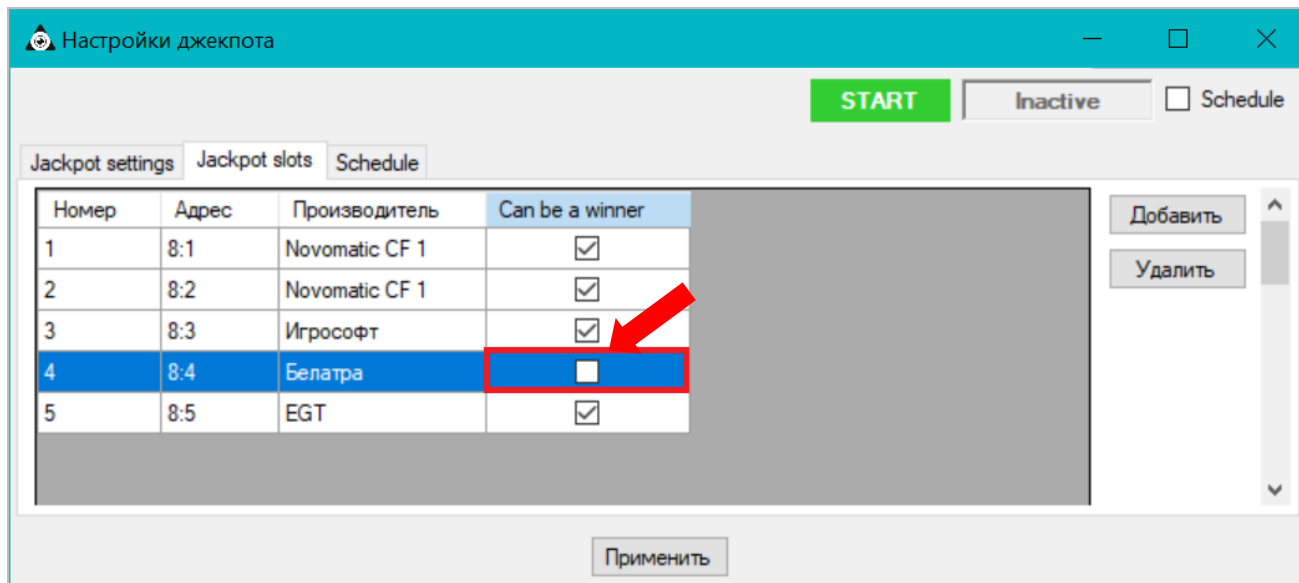 Настройки джекпота
START Inactive Schedule
Jackpot settings Jackpot slots Schedule
Номер Адрес Производитель Can be a winner
Добавить
1 8:1 Novomatic CF 1
Удалить
2 8:2 Novomatic CF 1
3 8:3 Игрософт
4 8:4 Белатра
5 8:5 EGT
Применить